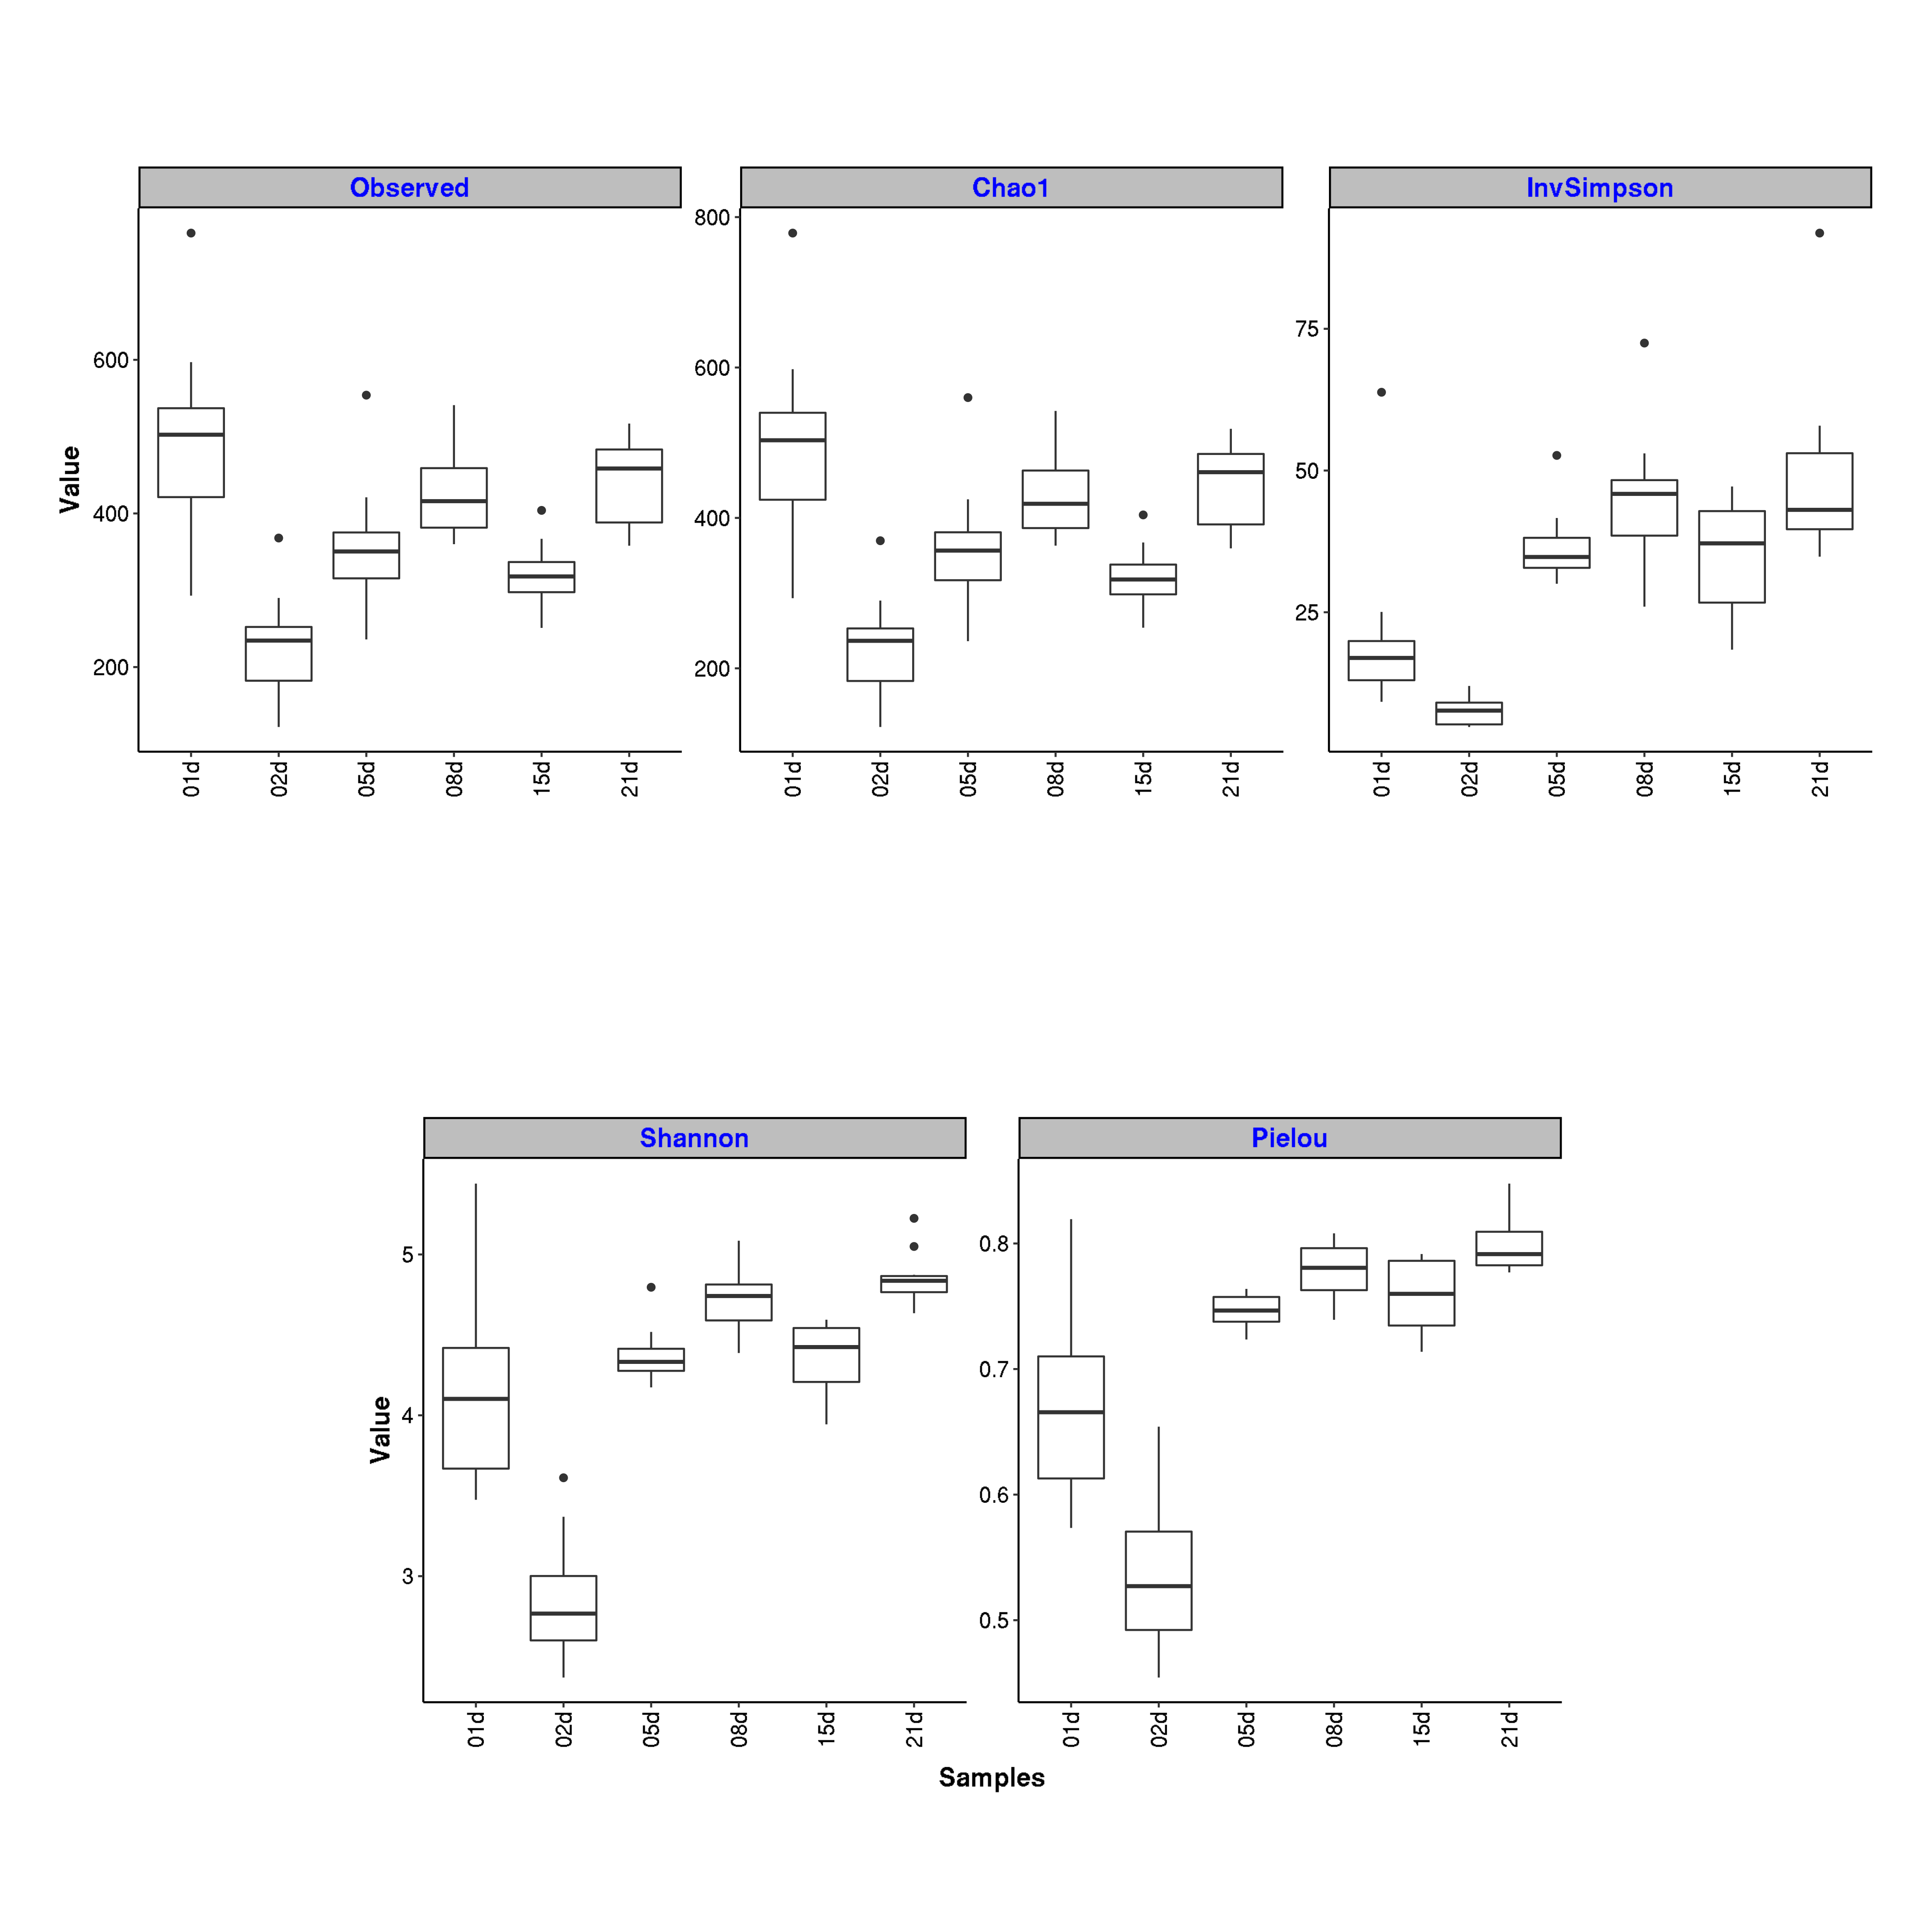 Observed
Chao1
InvSimpson
Value
600
400
200
800
600
400
200
75
50
25
01d 02d 05d 08d 15d 21d
01d 02d 05d 08d 15d 21d
01d 02d 05d 08d 15d 21d
Shannon
Pielou
Value
5
4
3
0.8
0.7
0.6
0.5
01d 02d 05d 08d 15d 21d
01d 02d 05d 08d 15d 21d
Samples